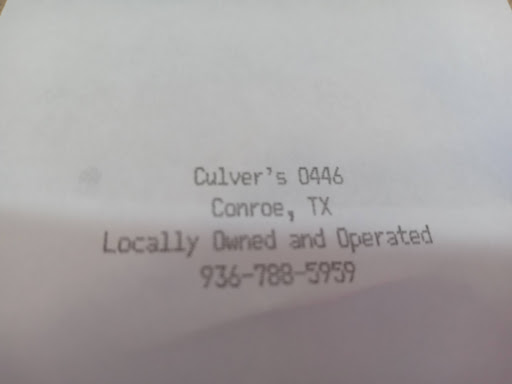 Culver's 0446
Conroe, TX
Locally Owned and Operated
936-788-5959